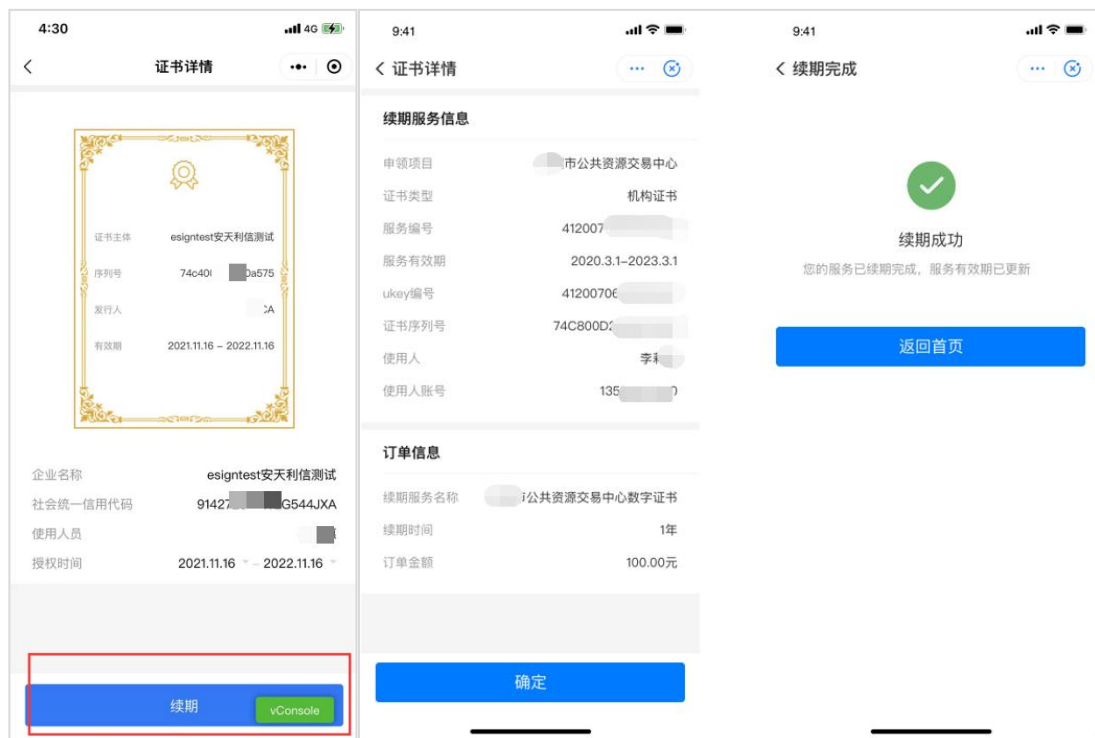 4:30
4G
证书详情
证书主体 esigntest安天利信测试
序列号 74c40 0a575
发行人 CA
有效期 2021.11.16 – 2022.11.16
企业名称 esigntest安天利信测试
社会统一信用代码 9142 G544JXA
使用人员
授权时间 2021.11.16 – 2022.11.16
续期
vConsole
9:41
证书详情
续期服务信息
申领项目 市公共资源交易中心
证书类型 机构证书
服务编号 412007
服务有效期 2020.3.1–2023.3.1
ukey编号 41200706
证书序列号 74C800D2
使用人 李
使用人账号 135
订单信息
续期服务名称 公共资源交易中心数字证书
续期时间 1年
订单金额 100.00元
确定
9:41
续期完成
续期成功
您的服务已续期完成，服务有效期已更新
返回首页